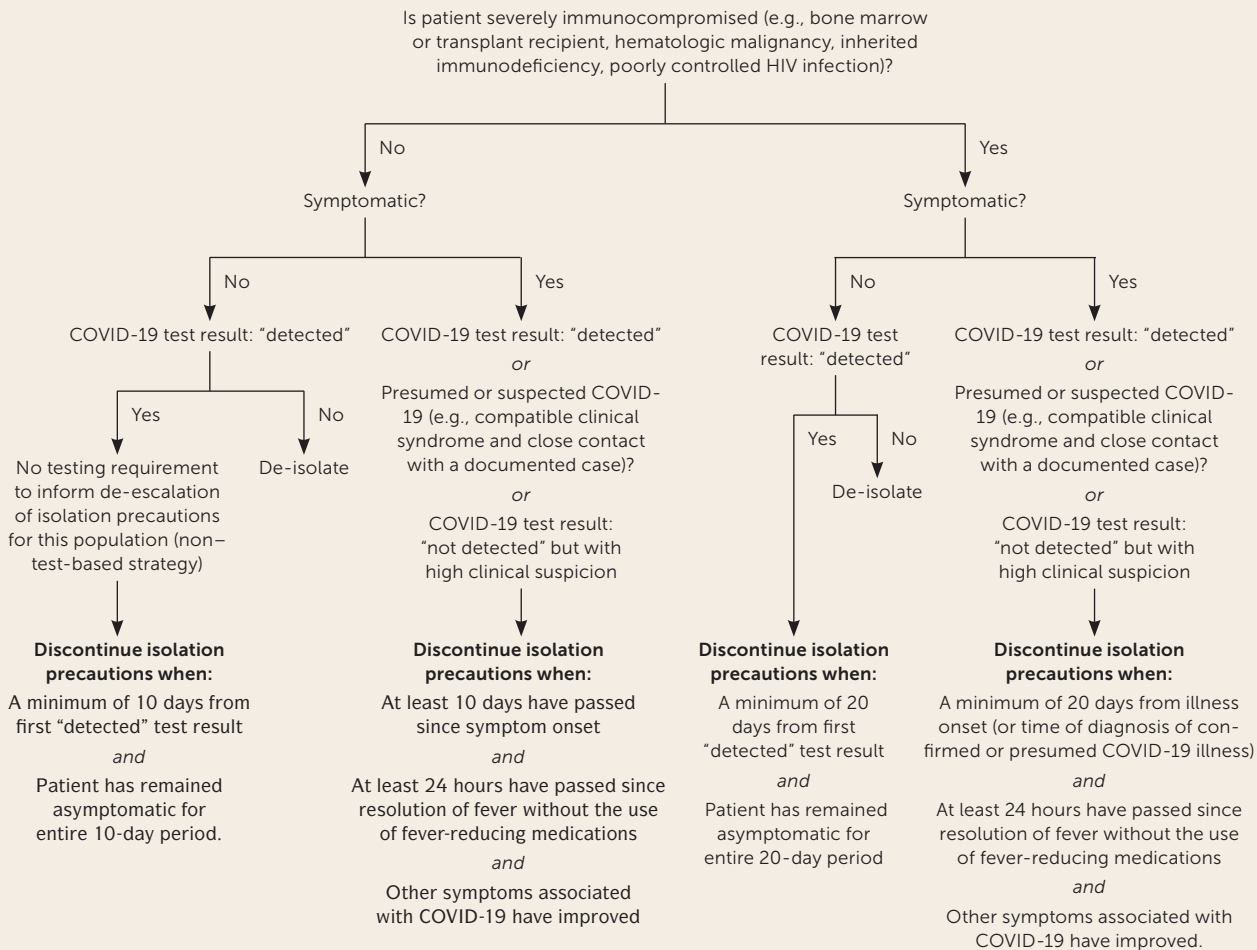 Is patient severely immunocompromised (e.g., bone marrow
or transplant recipient, hematologic malignancy, inherited
immunodeficiency, poorly controlled HIV infection)?
No
Symptomatic?
No
COVID-19 test result: “detected”
Yes
No testing requirement
to inform de-escalation
of isolation precautions
for this population (non–
test-based strategy)
Discontinue isolation
precautions when:
A minimum of 10 days from
first “detected” test result
and
Patient has remained
asymptomatic for
entire 10-day period.
No
De-isolate
Yes
COVID-19 test result: “detected”
or
Presumed or suspected COVID-
19 (e.g., compatible clinical
syndrome and close contact
with a documented case)?
or
COVID-19 test result:
“not detected” but with
high clinical suspicion
Discontinue isolation
precautions when:
At least 10 days have passed
since symptom onset
and
At least 24 hours have passed since
resolution of fever without the use
of fever-reducing medications
and
Other symptoms associated
with COVID-19 have improved
Yes
Symptomatic?
No
COVID-19 test
result: “detected”
Yes
Discontinue isolation
precautions when:
A minimum of 20
days from first
“detected” test result
and
Patient has remained
asymptomatic for
entire 20-day period
No
De-isolate
Yes
COVID-19 test result: “detected”
or
Presumed or suspected COVID-
19 (e.g., compatible clinical
syndrome and close contact
with a documented case)?
or
COVID-19 test result:
“not detected” but with
high clinical suspicion
Discontinue isolation
precautions when:
A minimum of 20 days from illness
onset (or time of diagnosis of con-
firmed or presumed COVID-19 illness)
and
At least 24 hours have passed since
resolution of fever without the use
of fever-reducing medications
and
Other symptoms associated with
COVID-19 have improved.